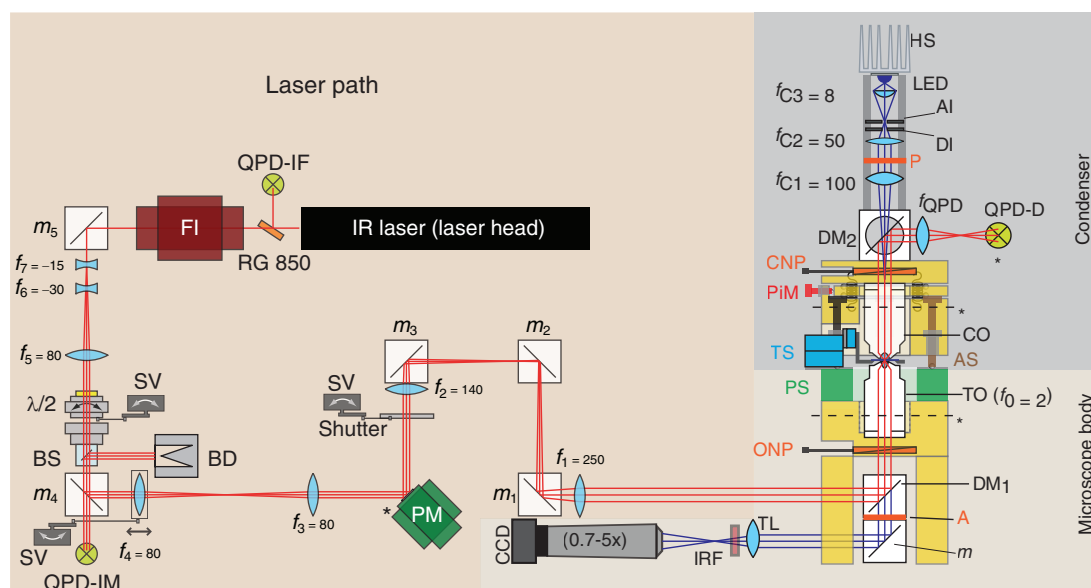 HS
Laser path
LED
fC3 = 8
AI
DI
fC2 = 50
QPD-IF
P
fC1 = 100
Condenser
fQPD
QPD-D
m5
FI
IR laser (laser head)
DM2
*
RG 850
f7 = –15
CNP
f6 = –30
PiM
*
m3
m2
CO
f5 = 80
TS
AS
SV
SV
f2 = 140
PS
TO (f0 = 2)
λ/2
Shutter
*
BS
BD
f1 = 250
ONP
m4
m1
DM1
f3 = 80
*
PM
A
SV
f4 = 80
CCD
(0.7-5x)
IRF
TL
m
Microscope body
QPD-IM